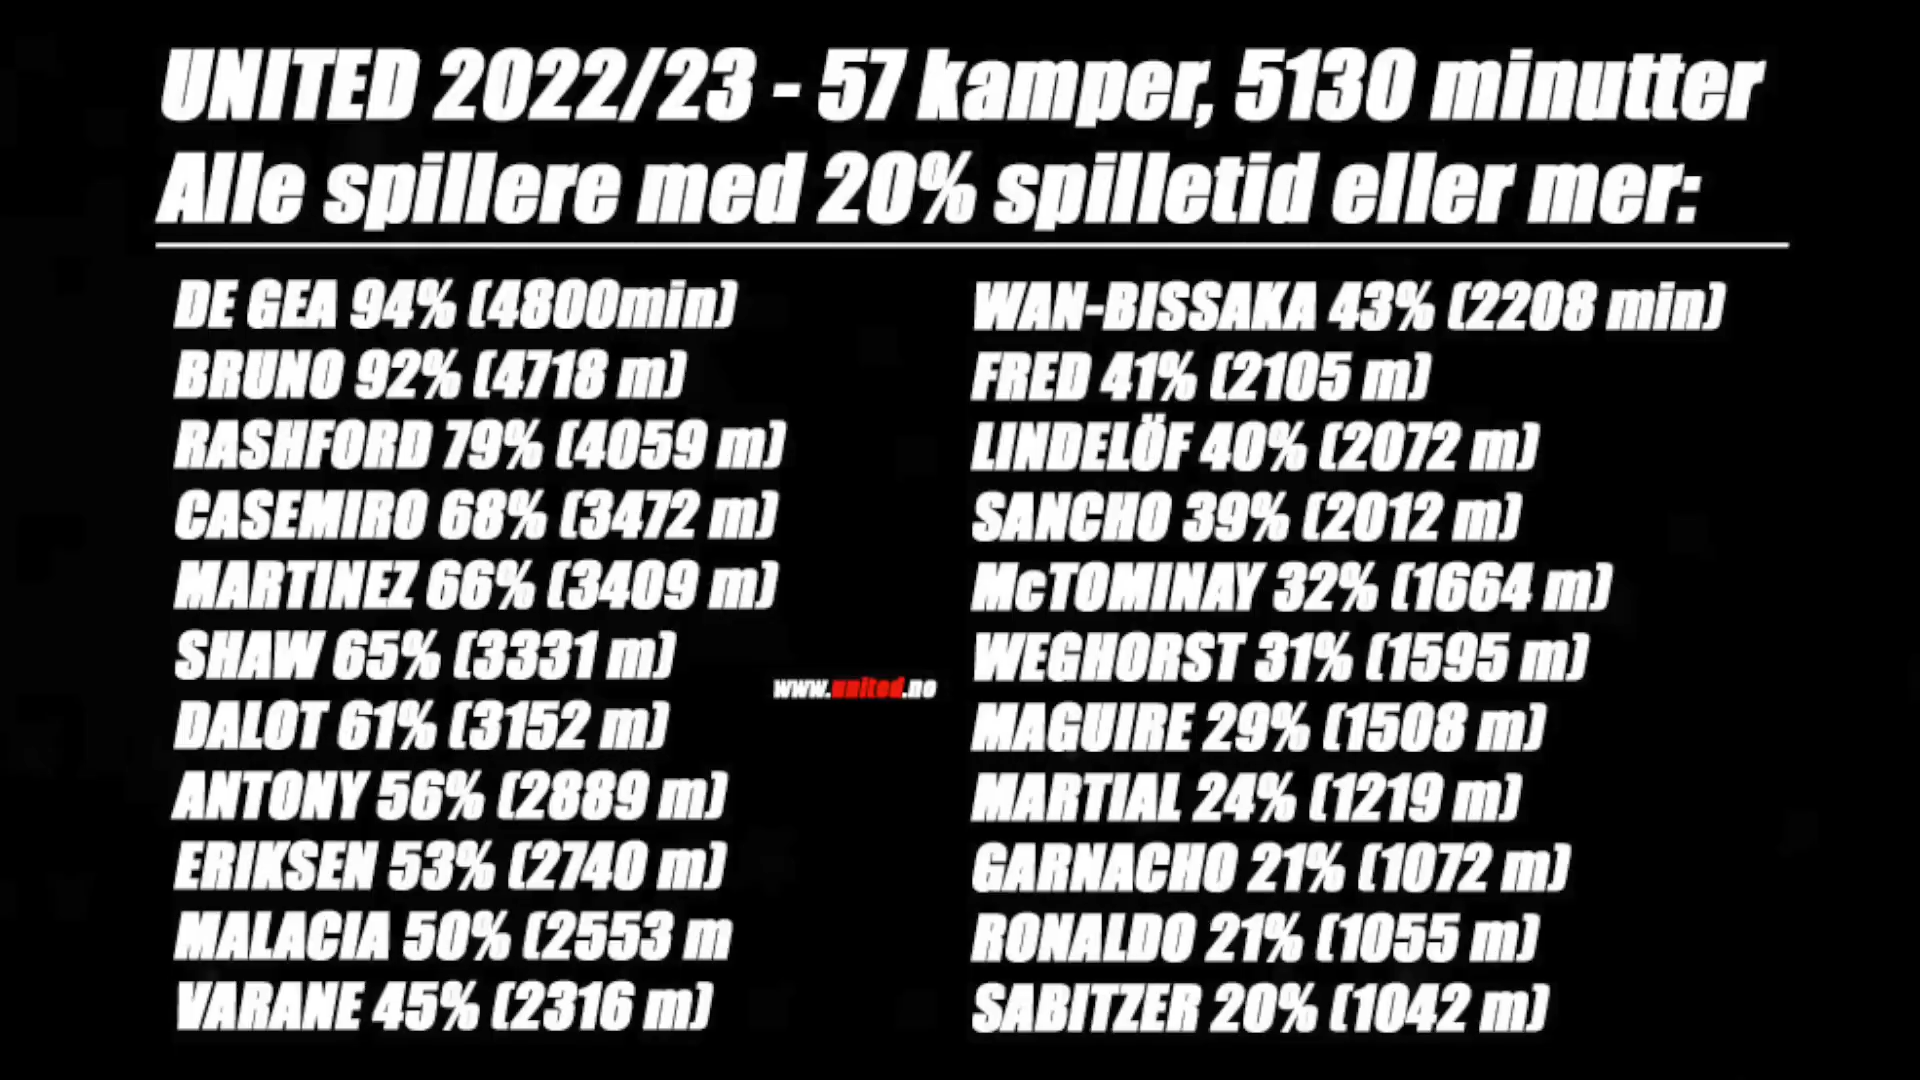 UNITED 2022/23 - 57 kamper, 5130 minutter
Alle spillere med 20% spilletid eller mer:
DE GEA 94% (4800min)
BRUNO 92% (4718 m)
RASHFORD 79% (4059 m)
CASEMIRO 68% (3472 m)
MARTINEZ 66% (3409 m)
SHAW 65% (3331 m)
DALOT 61% (3152 m)
ANTONY 56% (2889 m)
ERIKSEN 53% (2740 m)
MALACIA 50% (2553 m
VARANE 45% (2316 m)
www.united.no
WAN-BISSAKA 43% (2208 min)
FRED 41% (2105 m)
LINDELÖF 40% (2072 m)
SANCHO 39% (2012 m)
McTOMINAY 32% (1664 m)
WEGHORST 31% (1595 m)
MAGUIRE 29% (1508 m)
MARTIAL 24% (1219 m)
GARNACHO 21% (1072 m)
RONALDO 21% (1055 m)
SABITZER 20% (1042 m)